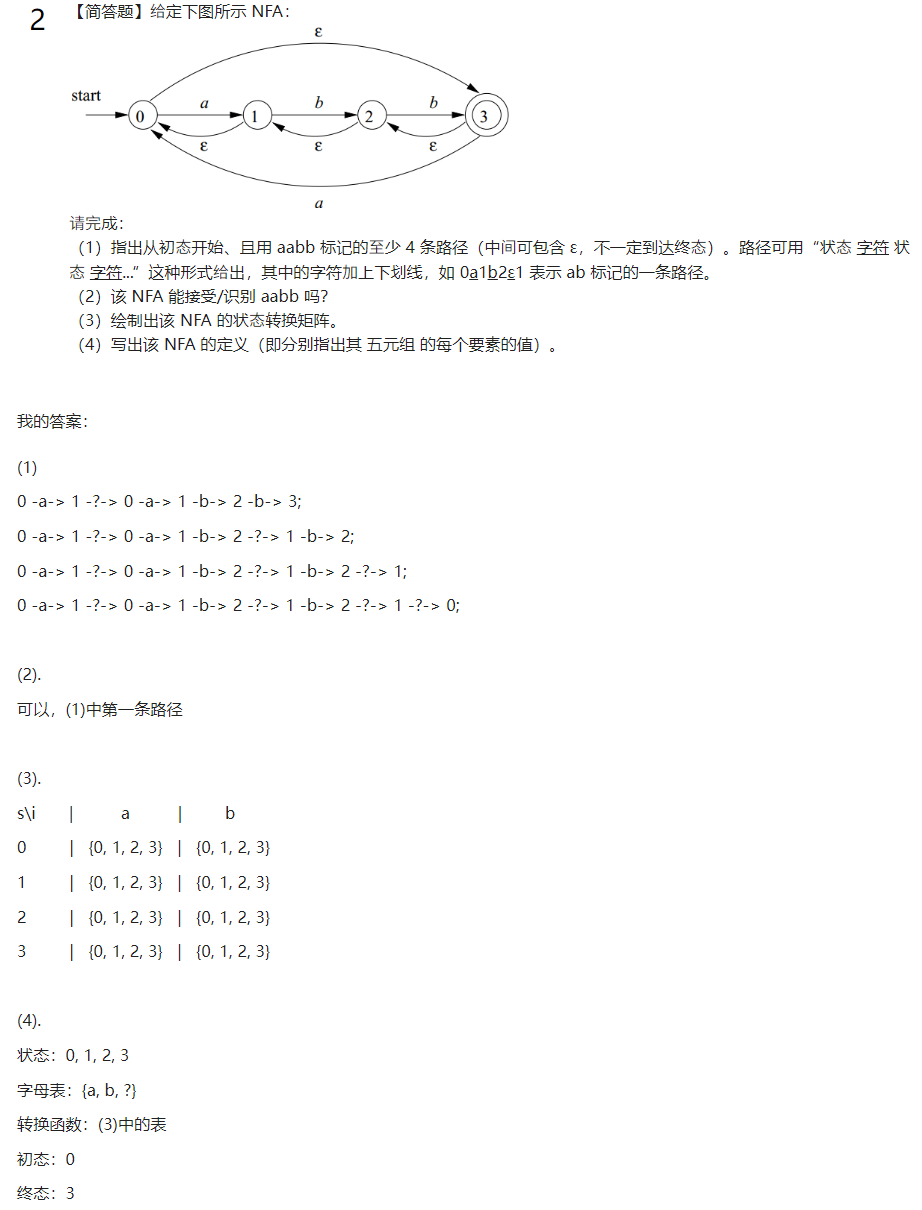 2
【简答题】给定下图所示 NFA：
ε
start
a
b
b
0
1
2
3
ε
ε
ε
a
请完成：
（1）指出从初态开始、且用 aabb 标记的至少 4 条路径（中间可包含 ε，不一定到达终态）。路径可用“状态 字符 状
态 字符...”这种形式给出，其中的字符加上下划线，如 0a1b2ε1 表示 ab 标记的一条路径。
（2）该 NFA 能接受/识别 aabb 吗？
（3）绘制出该 NFA 的状态转换矩阵。
（4）写出该 NFA 的定义（即分别指出其 五元组 的每个要素的值）。
我的答案：
(1)
0 -a-> 1 -?-> 0 -a-> 1 -b-> 2 -b-> 3;
0 -a-> 1 -?-> 0 -a-> 1 -b-> 2 -?-> 1 -b-> 2;
0 -a-> 1 -?-> 0 -a-> 1 -b-> 2 -?-> 1 -b-> 2 -?-> 1;
0 -a-> 1 -?-> 0 -a-> 1 -b-> 2 -?-> 1 -b-> 2 -?-> 1 -?-> 0;
(2).
可以，(1)中第一条路径
(3).
s\i | a | b
0 | {0, 1, 2, 3} | {0, 1, 2, 3}
1 | {0, 1, 2, 3} | {0, 1, 2, 3}
2 | {0, 1, 2, 3} | {0, 1, 2, 3}
3 | {0, 1, 2, 3} | {0, 1, 2, 3}
(4).
状态：0, 1, 2, 3
字母表：{a, b, ?}
转换函数：(3)中的表
初态：0
终态：3